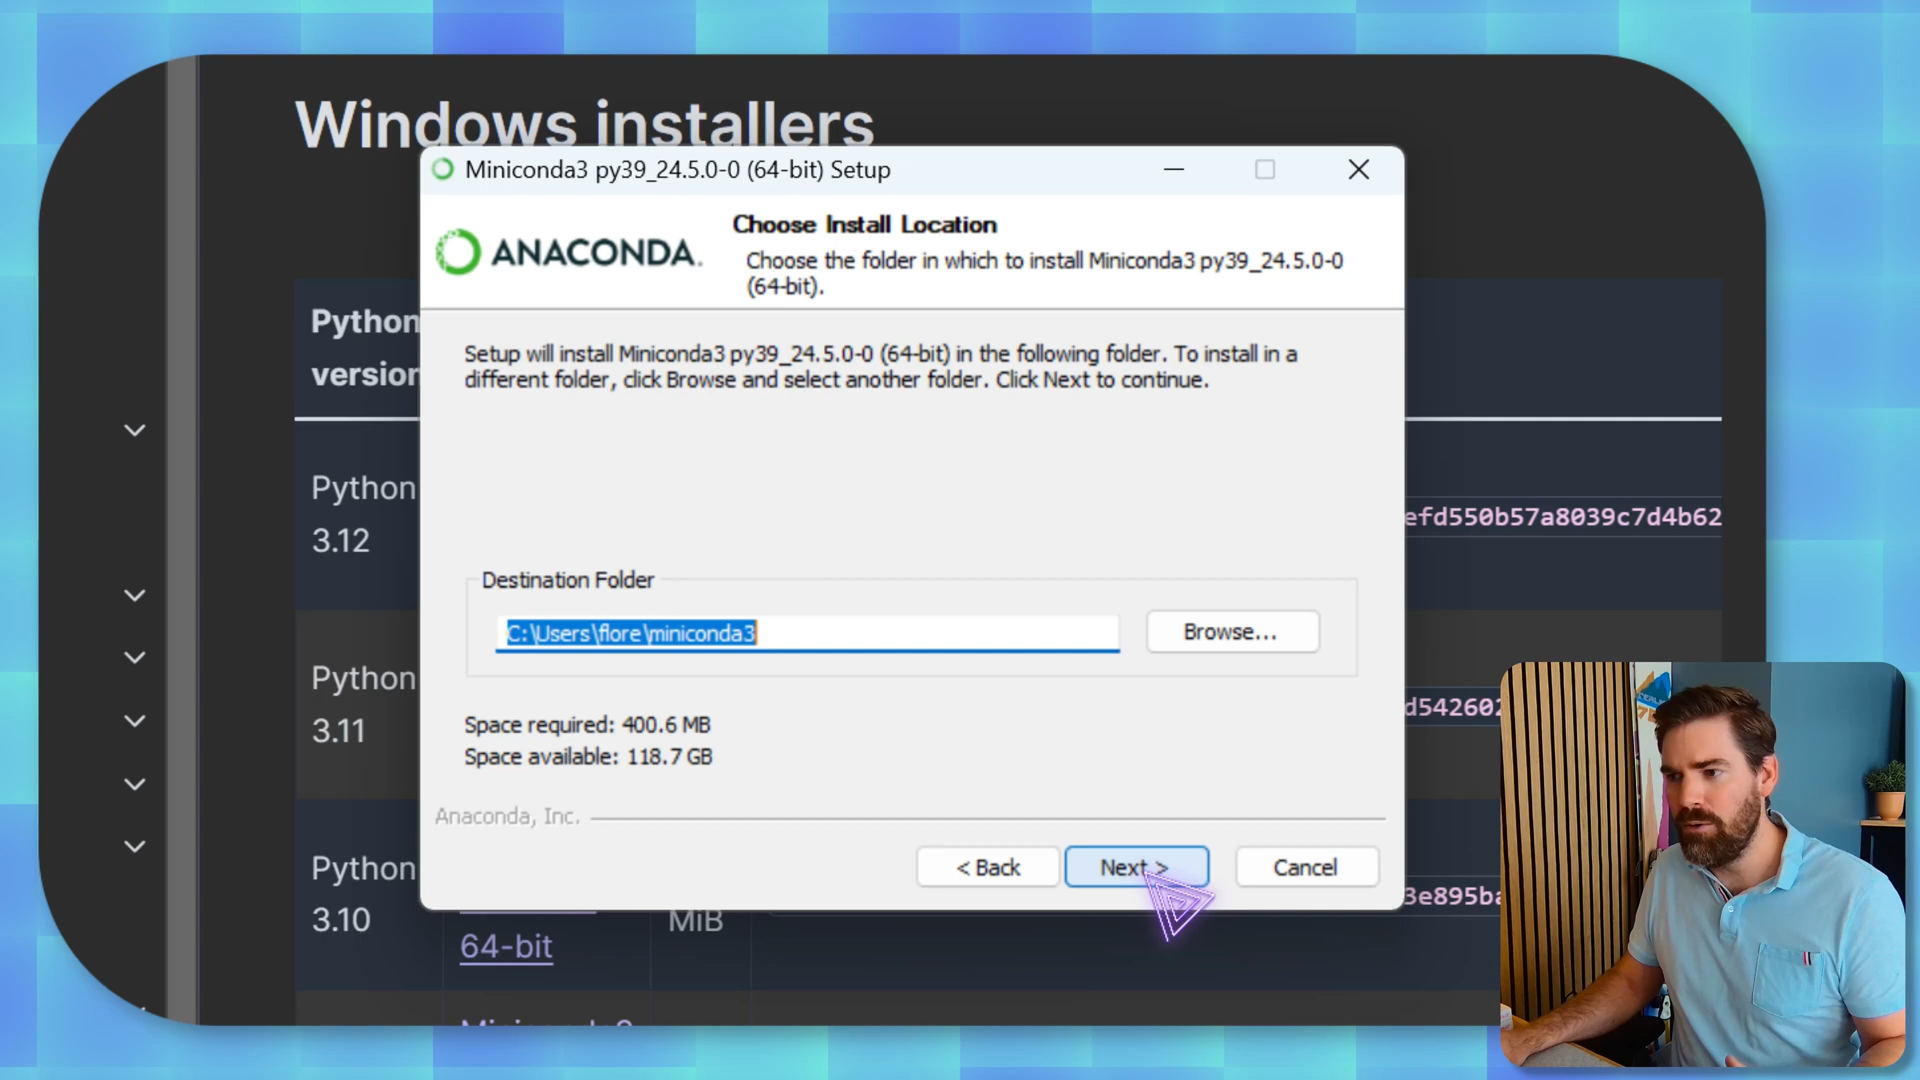 Windows installers
Miniconda3 py39_24.5.0-0 (64-bit) Setup
ANACONDA.
Choose Install Location
Choose the folder in which to install Miniconda3 py39_24.5.0-0
(64-bit).
Python
version
Setup will install Miniconda3 py39_24.5.0-0 (64-bit) in the following folder. To install in a
different folder, click Browse and select another folder. Click Next to continue.
Python
3.12
efd550b57a8039c7d4b62
Destination Folder
C:\Users\flore\miniconda3
Browse...
Python
3.11
d542602
Space required: 400.6 MB
Space available: 118.7 GB
Anaconda, Inc.
< Back
Next >
Cancel
Python
3.10
3e895ba
MiB
64-bit